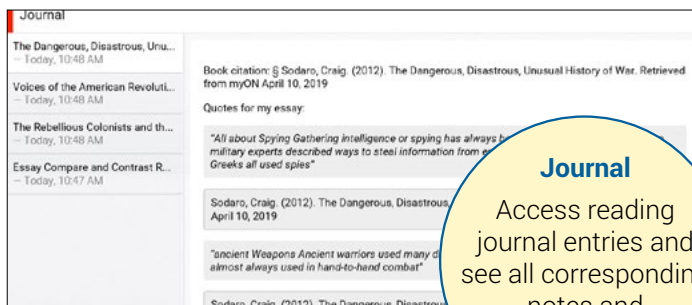 Journal
The Dangerous, Disastrous, Unu...
— Today, 10:48 AM
Voices of the American Revoluti...
— Today, 10:48 AM
The Rebellious Colonists and th...
— Today, 10:48 AM
Essay Compare and Contrast R...
— Today, 10:47 AM
Book citation: § Sodaro, Craig. (2012). The Dangerous, Disastrous, Unusual History of War. Retrieved
from myON April 10, 2019
Quotes for my essay:
"All about Spying Gathering intelligence or spying has always
military experts described ways to steel information from
Greeks all used spies"
Sodaro, Craig. (2012). The Dangerous, Disastrous,
April 10, 2019
"ancient Weapons Ancient warriors used many
almost always used in hand-to-hand combat"
Sodaro, Craig. (2012). The Dangerous, Disastrous
Journal
Access reading
journal entries and
see all correspondin
notes and